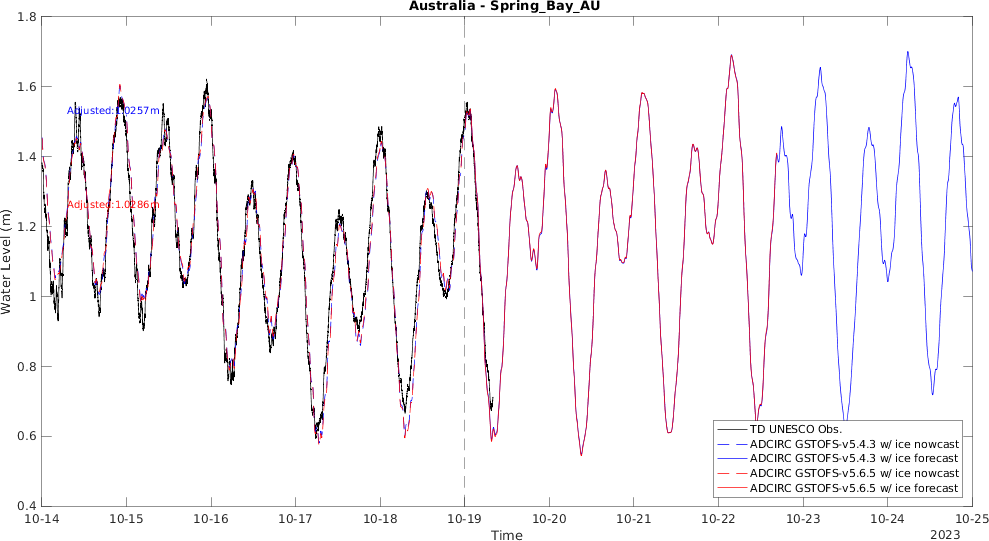 Australia - Spring_Bay_AU
1.8
1.6
1.4
1.2
1
0.8
0.6
0.4
Water Level (m)
Adjusted:1.0257m
Adjusted:1.0286m
TD UNESCO Obs.
ADCIRC GSTOFS-v5.4.3 w/ ice nowcast
ADCIRC GSTOFS-v5.4.3 w/ ice forecast
ADCIRC GSTOFS-v5.6.5 w/ ice nowcast
ADCIRC GSTOFS-v5.6.5 w/ ice forecast
10-14 10-15 10-16 10-17 10-18 10-19 10-20 10-21 10-22 10-23 10-24 10-25
Time
2023